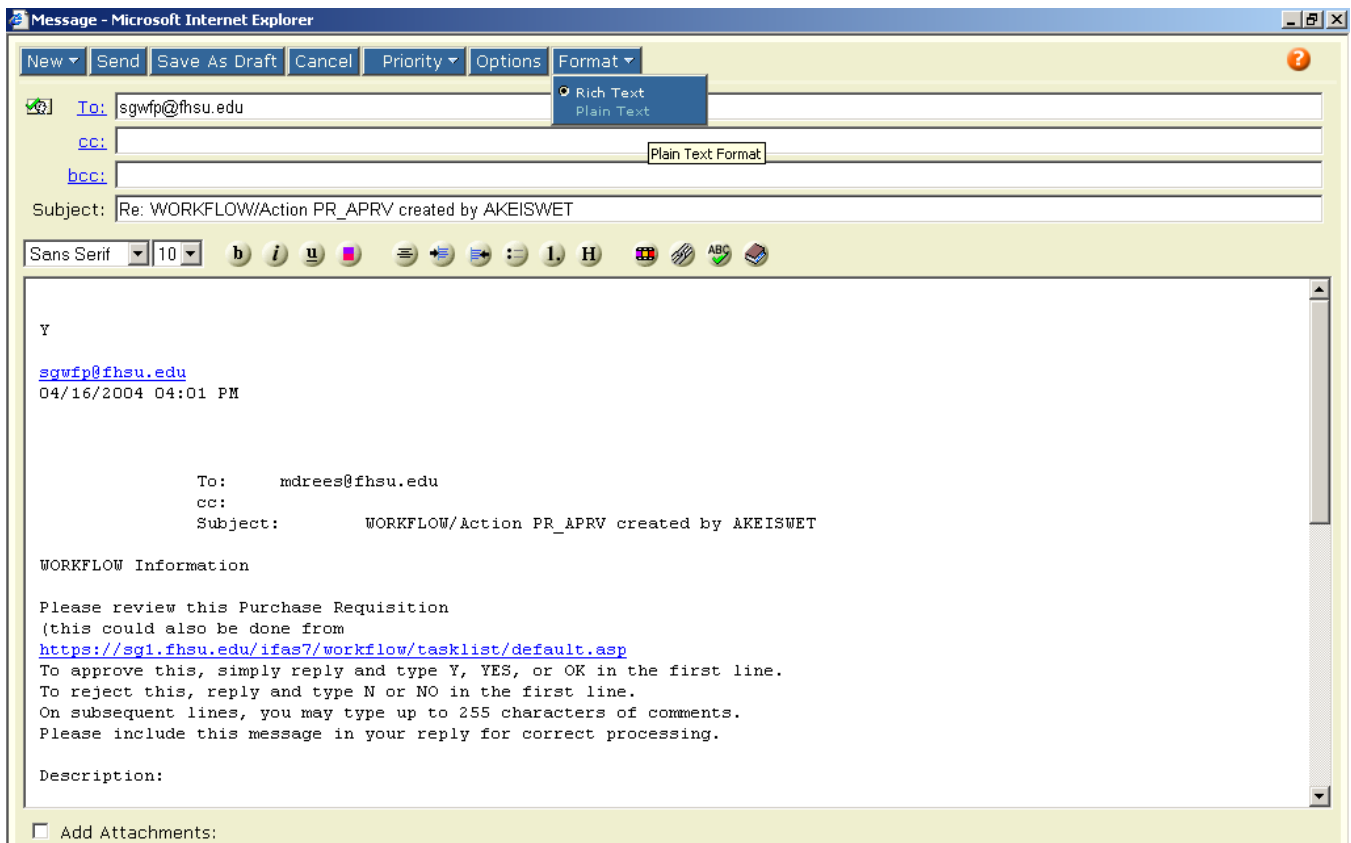 Message - Microsoft Internet Explorer
New Send Save As Draft Cancel Priority Options Format
Rich Text
Plain Text
To: sgwfp@fhsu.edu
cc:
Plain Text Format
bcc:
Subject: Re: WORKFLOW/Action PR_APRV created by AKEISWET
Sans Serif 10 b i u 1. H ABC
Y
sgwfp@fhsu.edu
04/16/2004 04:01 PM
To: mdrees@fhsu.edu
cc:
Subject: WORKFLOW/Action PR_APRV created by AKEISWET
WORKFLOW Information
Please review this Purchase Requisition
(this could also be done from
https://sg1.fhsu.edu/ifas7/workflow/tasklist/default.asp
To approve this, simply reply and type Y, YES, or OK in the first line.
To reject this, reply and type N or NO in the first line.
On subsequent lines, you may type up to 255 characters of comments.
Please include this message in your reply for correct processing.
Description:
Add Attachments: